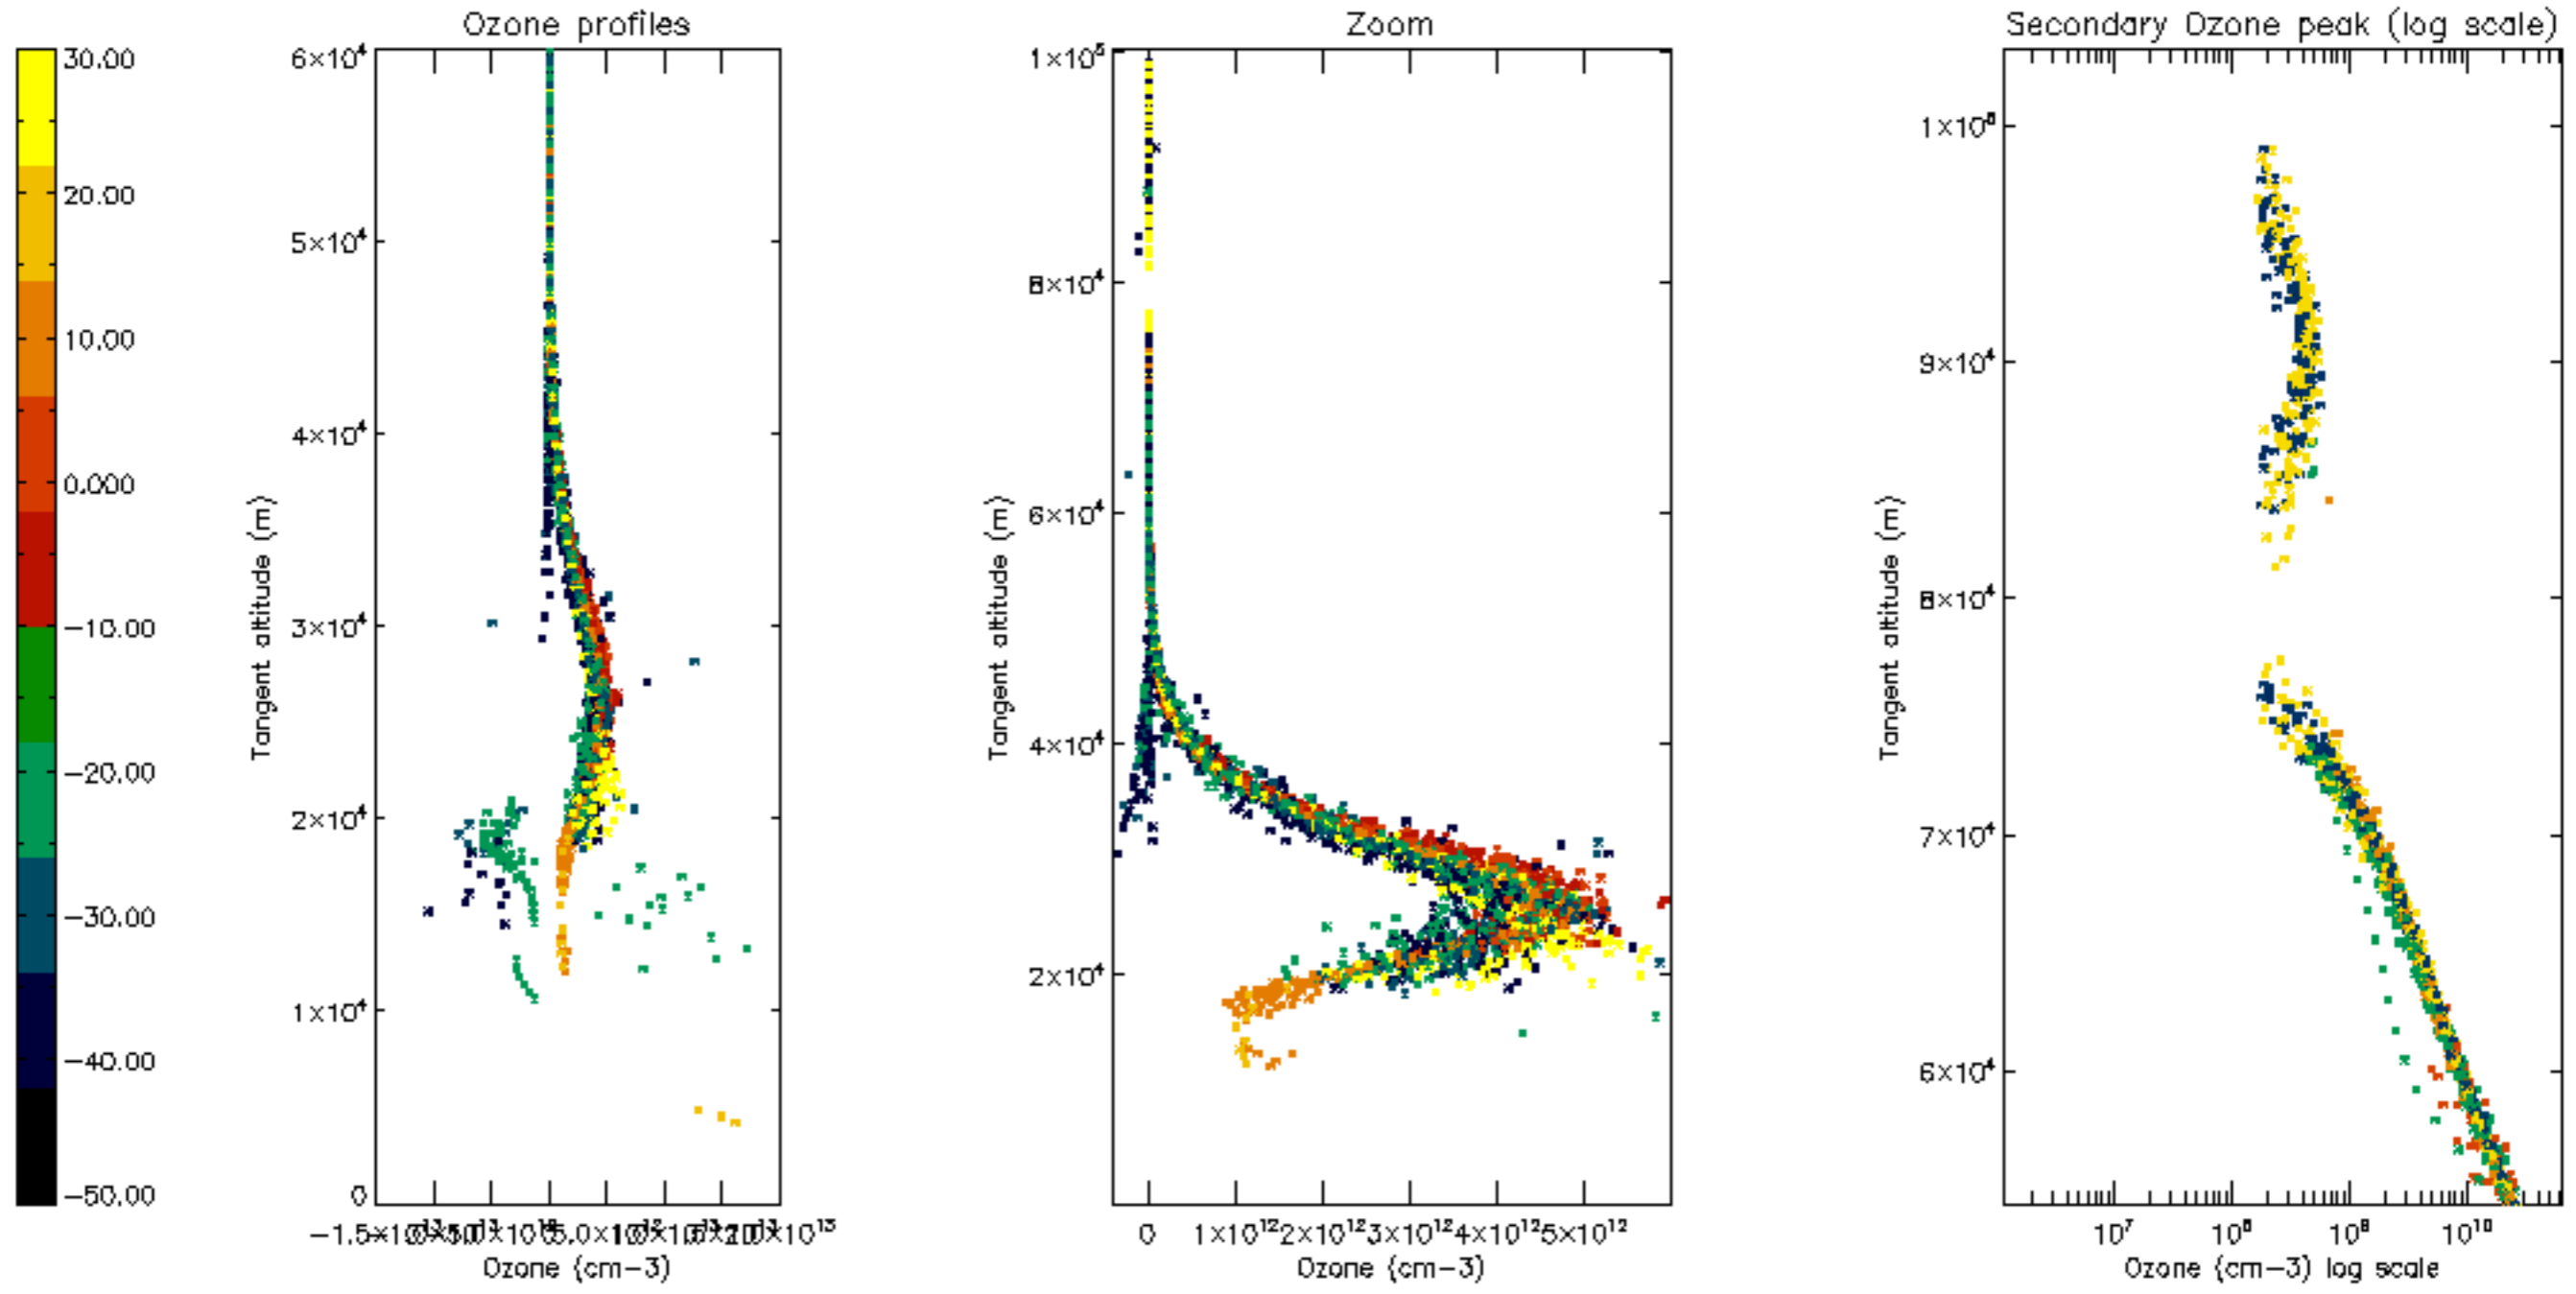 Ozone profiles
Zoom
Secondary Ozone peak (log scale)
30.00
20.00
10.00
0.000
−10.00
−20.00
−30.00
−40.00
−50.00
6×10⁴
5×10⁴
4×10⁴
3×10⁴
2×10⁴
1×10⁴
0
Tangent altitude (m)
Ozone (cm−3)
1×10⁵
8×10⁴
6×10⁴
4×10⁴
2×10⁴
Tangent altitude (m)
0 1×10¹² 2×10¹² 3×10¹² 4×10¹² 5×10¹²
Ozone (cm−3)
1×10⁵
9×10⁴
8×10⁴
7×10⁴
6×10⁴
Tangent altitude (m)
10⁷ 10⁸ 10⁹ 10¹⁰
Ozone (cm−3) log scale